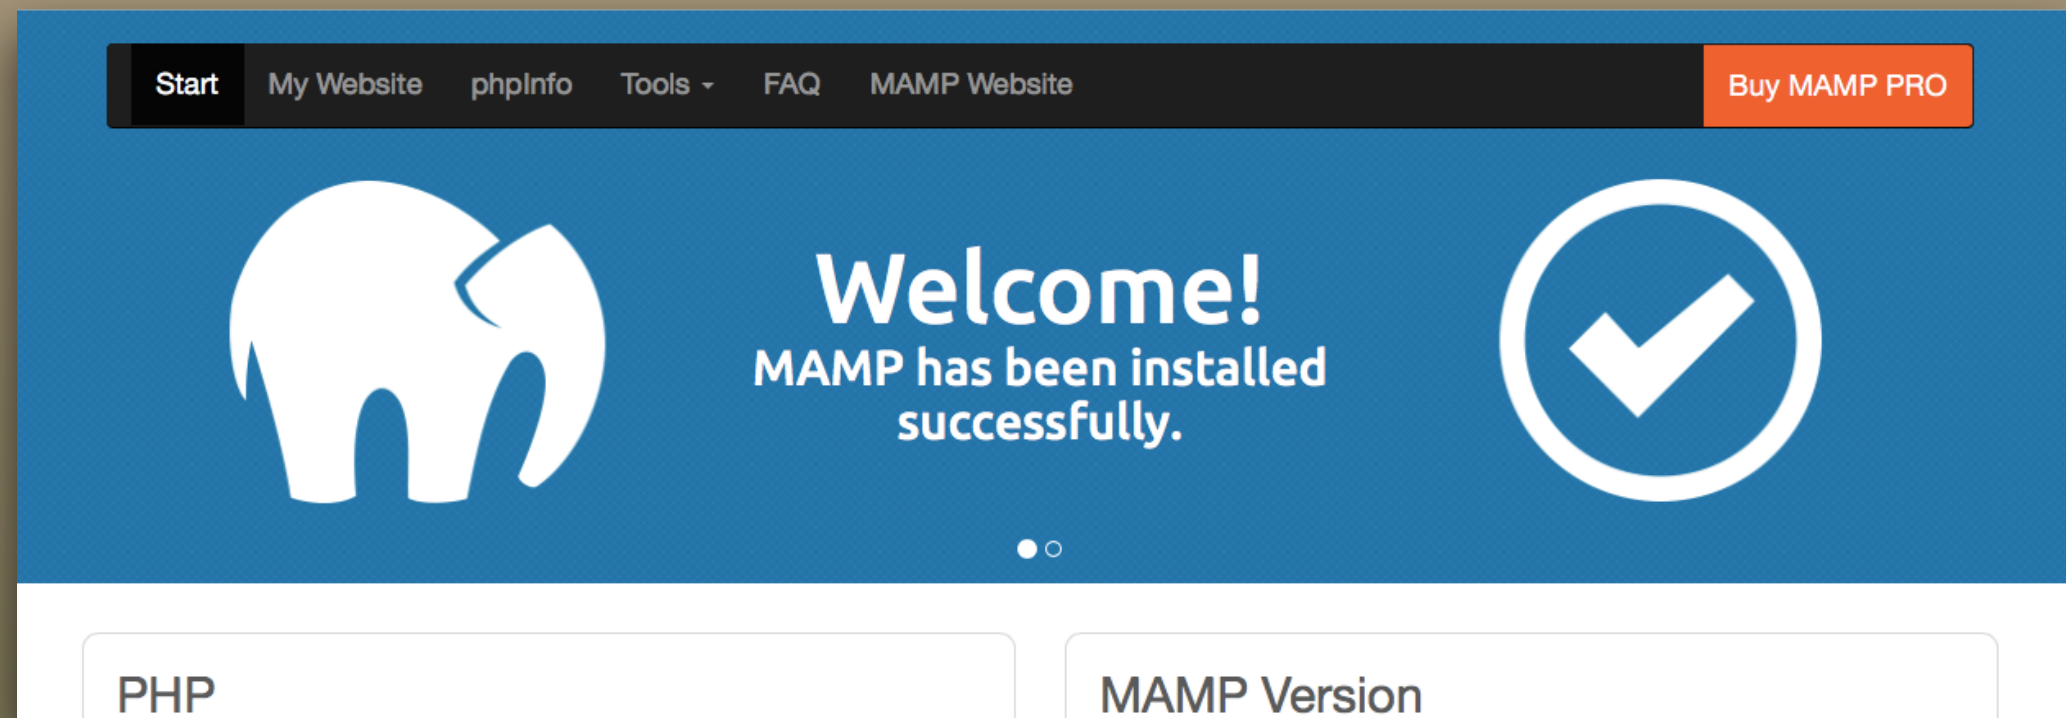 Start My Website phpInfo Tools FAQ MAMP Website Buy MAMP PRO
Welcome!
MAMP has been installed
successfully.
PHP MAMP Version